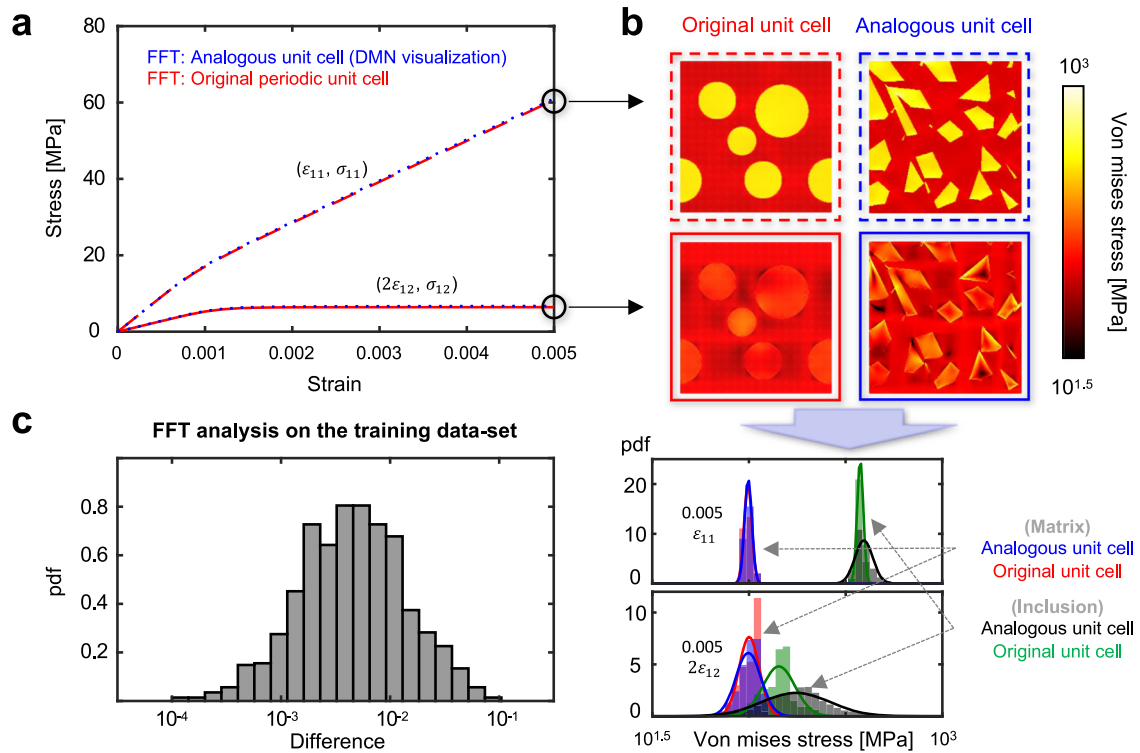 a
80
60
40
20
0
Stress [MPa]
FFT: Analogous unit cell (DMN visualization)
FFT: Original periodic unit cell
(ε₁₁, σ₁₁)
(2ε₁₂, σ₁₂)
0 0.001 0.002 0.003 0.004 0.005
Strain
b
Original unit cell
Analogous unit cell
10³
Von mises stress [MPa]
10¹·⁵
c
FFT analysis on the training data-set
0.8
0.6
0.4
0.2
pdf
10⁻⁴ 10⁻³ 10⁻² 10⁻¹
Difference
pdf
20
10
0
0.005
ε₁₁
10
5
0
0.005
2ε₁₂
10¹·⁵ Von mises stress [MPa] 10³
(Matrix)
Analogous unit cell
Original unit cell
(Inclusion)
Analogous unit cell
Original unit cell